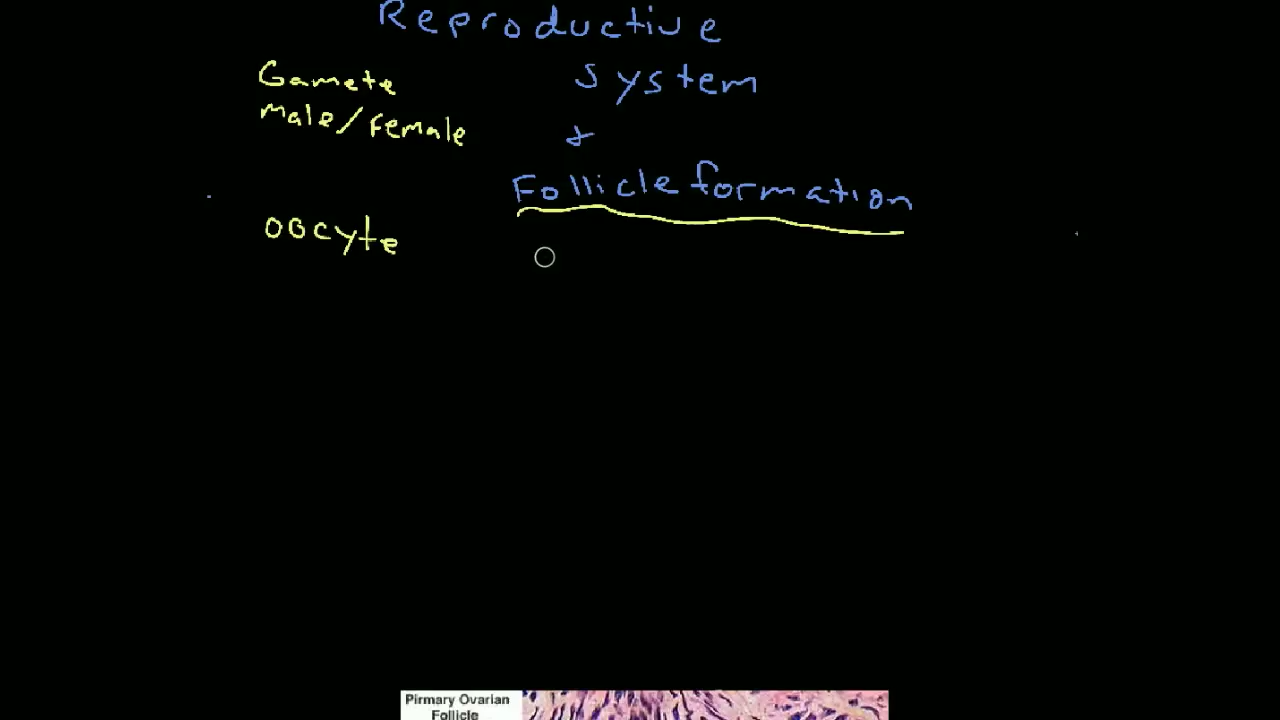 Reproductive
System
&
Follicle formation
Gamete
male/Female
oocyte
Pirmary Ovarian
Follicle